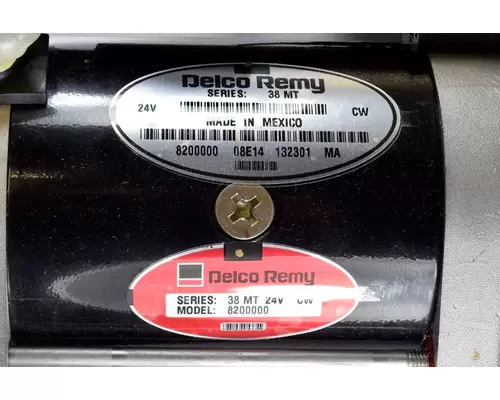 Delco Remy
SERIES: 38 MT
24V CW
MADE IN MEXICO
8200000 08E14 132301 MA
Delco Remy
SERIES: 38 MT 24V CW
MODEL: 8200000